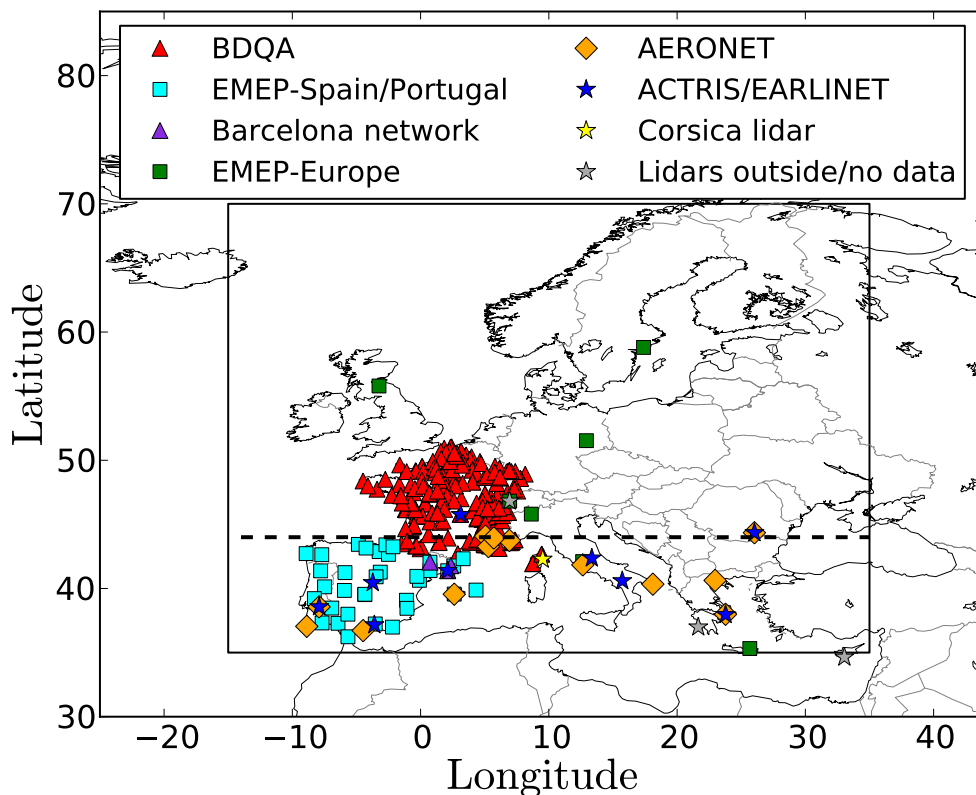 BDQA
EMEP-Spain/Portugal
Barcelona network
EMEP-Europe
AERONET
ACTRIS/EARLINET
Corsica lidar
Lidars outside/no data
80
70
60
50
40
30
Latitude
−20 −10 0 10 20 30 40
Longitude